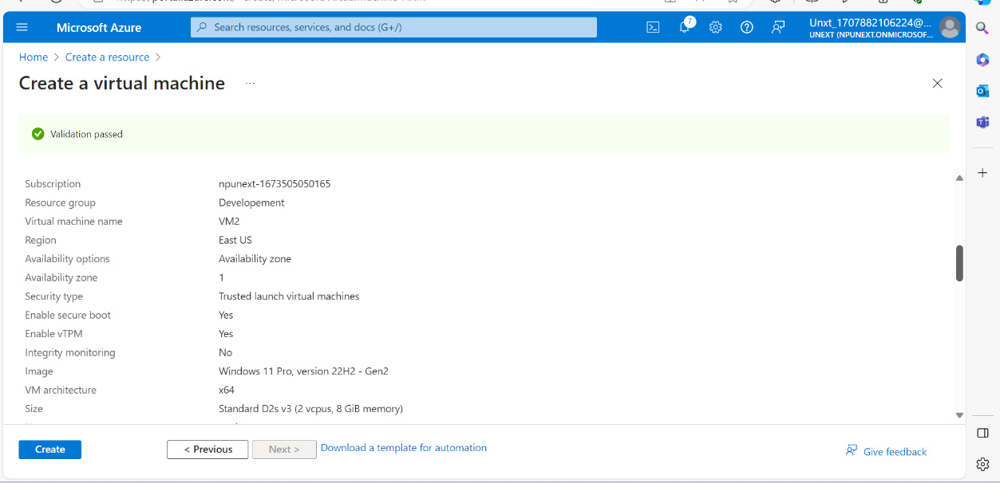 Microsoft Azure
Search resources, services, and docs (G+/)
7
Unxt_1707882106224@...
UNEXT (NPUNEXT.ONMICROSOF...
Home > Create a resource >
Create a virtual machine ...
Validation passed
Subscription npunext-1673505050165
Resource group Developement
Virtual machine name VM2
Region East US
Availability options Availability zone
Availability zone 1
Security type Trusted launch virtual machines
Enable secure boot Yes
Enable vTPM Yes
Integrity monitoring No
Image Windows 11 Pro, version 22H2 - Gen2
VM architecture x64
Size Standard D2s v3 (2 vcpus, 8 GiB memory)
Create
< Previous
Next >
Download a template for automation
Give feedback